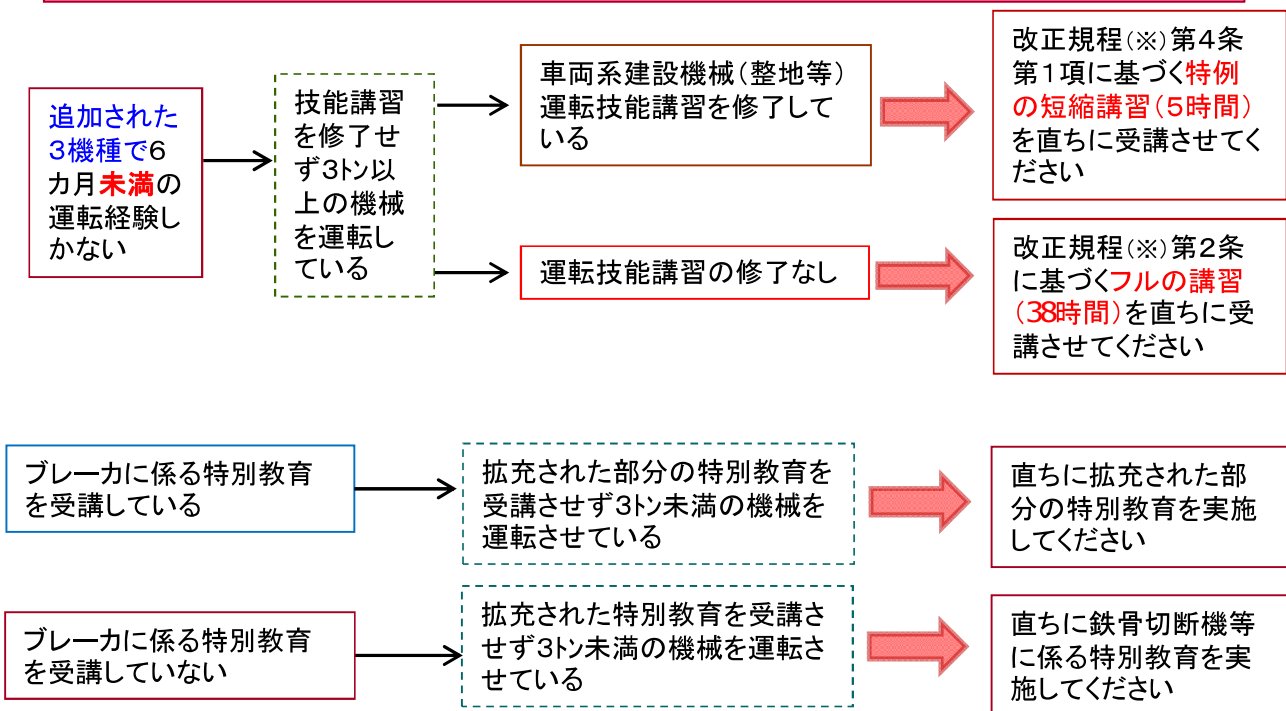 追加された
3機種で6
カ月未満の
運転経験し
かない
技能講習
を修了せ
ず3トン以
上の機械
を運転し
ている
車両系建設機械(整地等)
運転技能講習を修了して
いる
改正規程(※)第4条
第1項に基づく特例
の短縮講習(5時間)
を直ちに受講させてく
ださい
運転技能講習の修了なし
改正規程(※)第2条
に基づくフルの講習
(38時間)を直ちに受
講させてください
ブレーカに係る特別教育
を受講している
拡充された部分の特別教育を
受講させず3トン未満の機械を
運転させている
直ちに拡充された部
分の特別教育を実施
してください
ブレーカに係る特別教育
を受講していない
拡充された特別教育を受講さ
せず3トン未満の機械を運転さ
せている
直ちに鉄骨切断機等
に係る特別教育を実
施してください